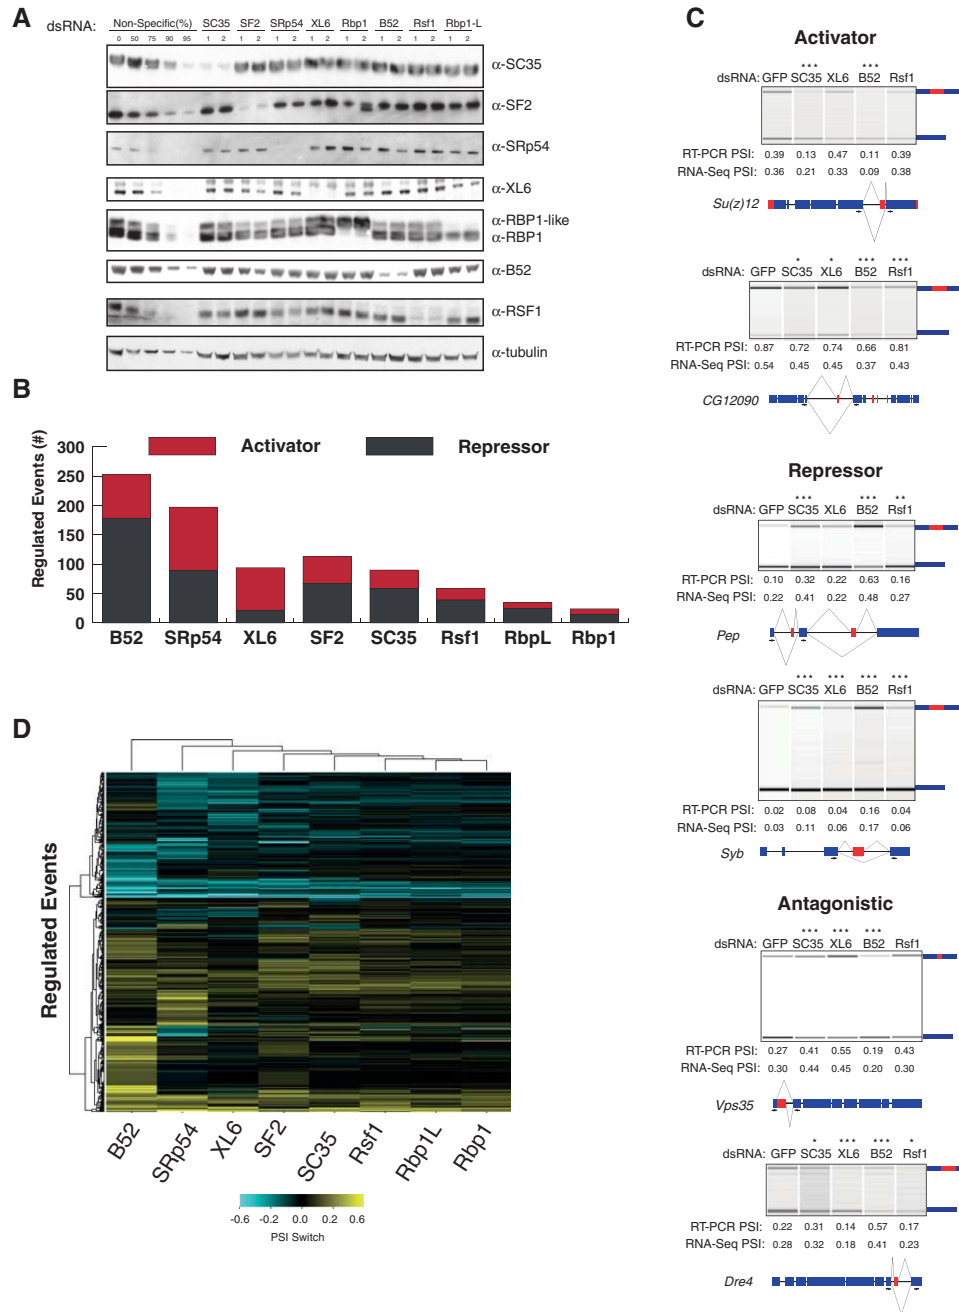 A
dsRNA: Non-Specific(%) SC35 SF2 SRp54 XL6 Rbp1 B52 Rsf1 Rbp1-L
0 50 75 90 95 1 2 1 2 1 2 1 2 1 2 1 2 1 2 1 2
α-SC35
α-SF2
α-SRp54
α-XL6
α-RBP1-like
α-RBP1
α-B52
α-RSF1
α-tubulin
B
Regulated Events (#)
300
250
200
150
100
50
0
Activator
Repressor
B52 SRp54 XL6 SF2 SC35 Rsf1 RbpL Rbp1
D
Regulated Events
B52 SRp54 XL6 SF2 SC35 Rsf1 Rbp1L Rbp1
-0.6 -0.2 0.0 0.2 0.6
PSI Switch
C
Activator
*** ***
dsRNA: GFP SC35 XL6 B52 Rsf1
RT-PCR PSI: 0.39 0.13 0.47 0.11 0.39
RNA-Seq PSI: 0.36 0.21 0.33 0.09 0.38
Su(z)12
* * *** ***
dsRNA: GFP SC35 XL6 B52 Rsf1
RT-PCR PSI: 0.87 0.72 0.74 0.66 0.81
RNA-Seq PSI: 0.54 0.45 0.45 0.37 0.43
CG12090
Repressor
*** *** **
dsRNA: GFP SC35 XL6 B52 Rsf1
RT-PCR PSI: 0.10 0.32 0.22 0.63 0.16
RNA-Seq PSI: 0.22 0.41 0.22 0.48 0.27
Pep
*** *** *** ***
dsRNA: GFP SC35 XL6 B52 Rsf1
RT-PCR PSI: 0.02 0.08 0.04 0.16 0.04
RNA-Seq PSI: 0.03 0.11 0.06 0.17 0.06
Syb
Antagonistic
*** *** ***
dsRNA: GFP SC35 XL6 B52 Rsf1
RT-PCR PSI: 0.27 0.41 0.55 0.19 0.43
RNA-Seq PSI: 0.30 0.44 0.45 0.20 0.30
Vps35
* *** *** *
dsRNA: GFP SC35 XL6 B52 Rsf1
RT-PCR PSI: 0.22 0.31 0.14 0.57 0.17
RNA-Seq PSI: 0.28 0.32 0.18 0.41 0.23
Dre4